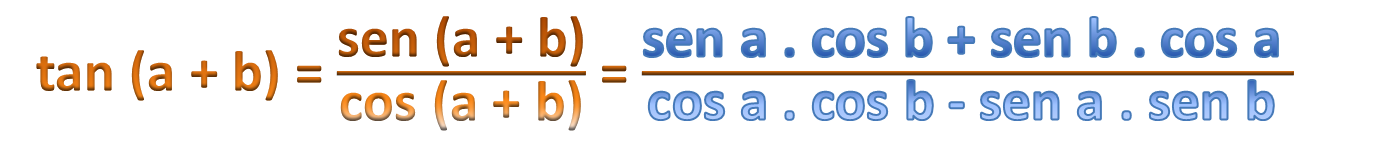 tan (a + b) = sen (a + b) / cos (a + b) = sen a . cos b + sen b . cos a / cos a . cos b - sen a . sen b